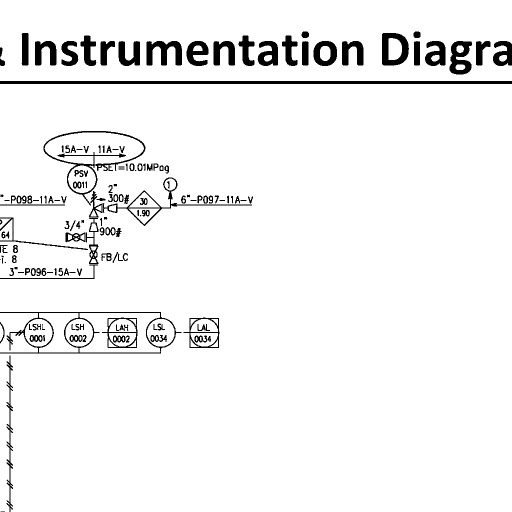 & Instrumentation Diagra
15A-V 11A-V
PSV
0011
PSET=10.01MPag
2"
300#
30
1.90
1
"-P098-11A-V
6"-P097-11A-V
64
3/4"
1"
900#
TE 8
T. 8
FB/LC
3"-P096-15A-V
LSHL
0001
LSH
0002
LAH
0002
LSL
0034
LAL
0034